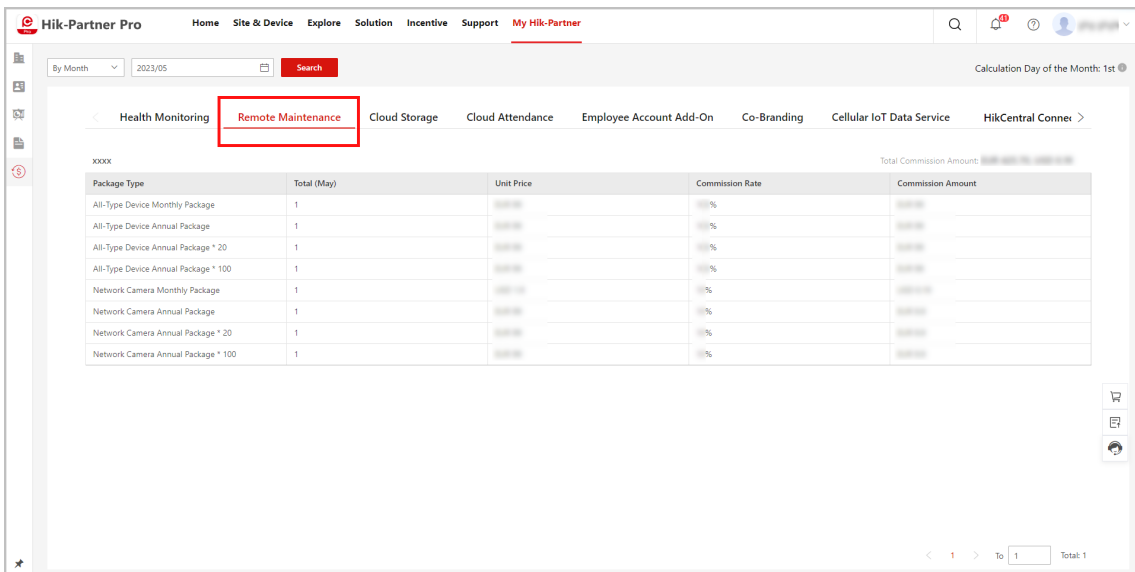 Hik-Partner Pro Home Site & Device Explore Solution Incentive Support My Hik-Partner 41
Pro
By Month 2023/05 Search Calculation Day of the Month: 1st
Health Monitoring Remote Maintenance Cloud Storage Cloud Attendance Employee Account Add-On Co-Branding Cellular IoT Data Service HikCentral Connec
xxxx Total Commission Amount:
Package Type Total (May) Unit Price Commission Rate Commission Amount
All-Type Device Monthly Package 1 %
All-Type Device Annual Package 1 %
All-Type Device Annual Package * 20 1 %
All-Type Device Annual Package * 100 1 %
Network Camera Monthly Package 1 %
Network Camera Annual Package 1 %
Network Camera Annual Package * 20 1 %
Network Camera Annual Package * 100 1 %
< 1 > To 1 Total: 1